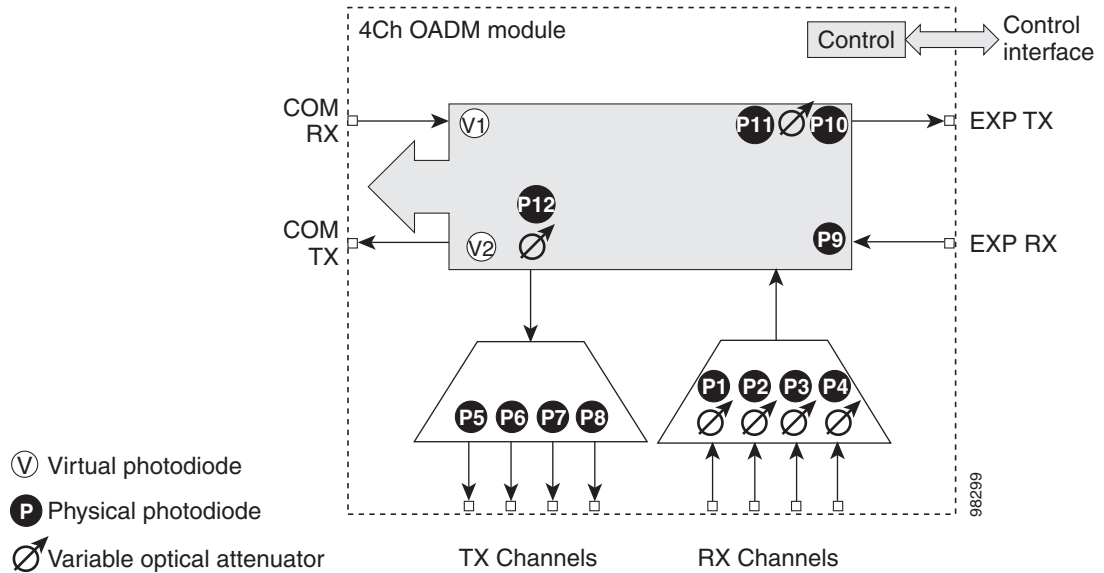 4Ch OADM module
Control
Control
interface
COM
RX
V1
P11
P10
EXP TX
P12
COM
TX
V2
P9
EXP RX
P1 P2 P3 P4
P5 P6 P7 P8
V Virtual photodiode
P Physical photodiode
Variable optical attenuator
TX Channels
RX Channels
98299